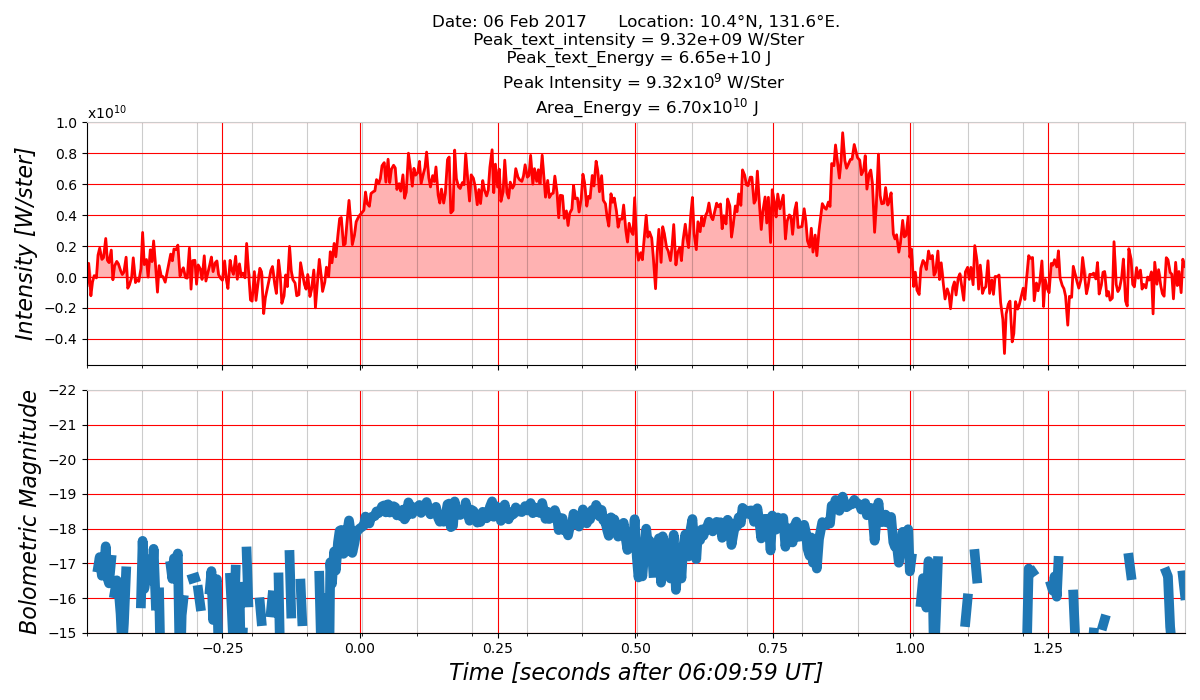 Date: 06 Feb 2017      Location: 10.4°N, 131.6°E.
Peak_text_intensity = 9.32e+09 W/Ster
Peak_text_Energy = 6.65e+10 J
Peak Intensity = 9.32x10⁹ W/Ster
Area_Energy = 6.70x10¹⁰ J
x10¹⁰
1.0
0.8
0.6
0.4
0.2
0.0
−0.2
−0.4
Intensity [W/ster]
−22
−21
−20
−19
−18
−17
−16
−15
Bolometric Magnitude
−0.25 0.00 0.25 0.50 0.75 1.00 1.25
Time [seconds after 06:09:59 UT]